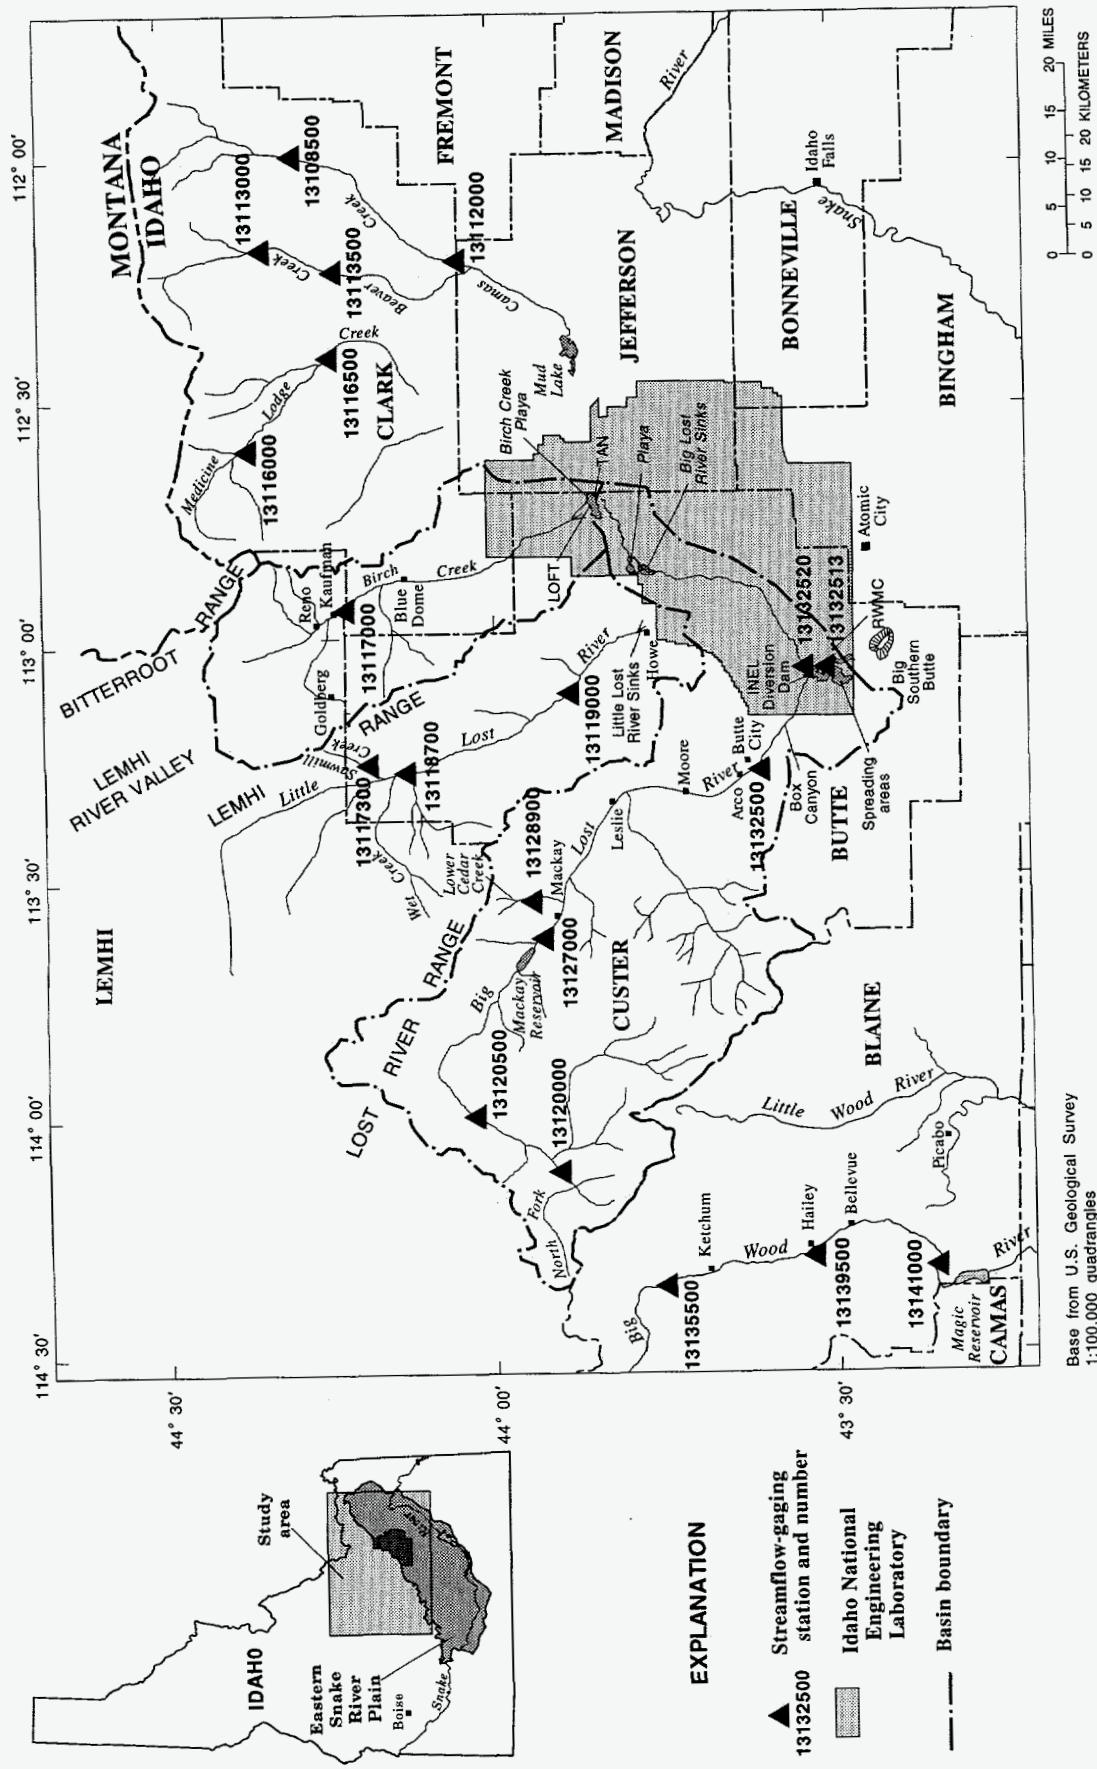 114° 30'
114° 00'
113° 30'
113° 00'
112° 30'
112° 00'
44° 30'
44° 00'
43° 30'
MONTANA
IDAHO
BITTERROOT
RANGE
LEMHI
RIVER VALLEY
LEMHI
RANGE
LEMHI
LOST
RIVER
RANGE
CLARK
FREMONT
MADISON
JEFFERSON
BONNEVILLE
BINGHAM
BUTTE
CUSTER
BLAINE
CAMAS
Medicine
Lodge
Creek
13116000
13116500
13113000
13113500
13108500
13112000
Beaver
Creek
Camas
Creek
Mud
Lake
River
Idaho
Falls
Snake
Reno
Kaufman
Goldberg
13117000
Birch
Creek
Blue
Dome
Birch Creek
Playa
TAN
LOFT
Playa
Big Lost
River Sinks
Sawmill
Creek
Little
Lost
River
13117300
13118700
13119000
Little Lost
River Sinks
Howe
Wet
Creek
Lower
Cedar
Creek
13128900
Mackay
13127000
Mackay
Reservoir
Big
Lost
River
Leslie
Moore
Arco
Butte
City
13132500
Box
Canyon
INEL
Diversion
Dam
13132520
13132513
RWMC
Atomic
City
Spreading
areas
Big
Southern
Butte
13120500
13120000
North
Fork
Little
Wood
River
Picabo
Big
Wood
River
Ketchum
Hailey
Bellevue
13135500
13139500
13141000
Magic
Reservoir
0 5 10 15 20 MILES
0 5 10 15 20 KILOMETERS
Base from U.S. Geological Survey
1:100,000 quadrangles
IDAHO
Study
area
Eastern
Snake
River
Plain
Boise
Snake
EXPLANATION
13132500
Streamflow-gaging
station and number
Idaho National
Engineering
Laboratory
Basin boundary